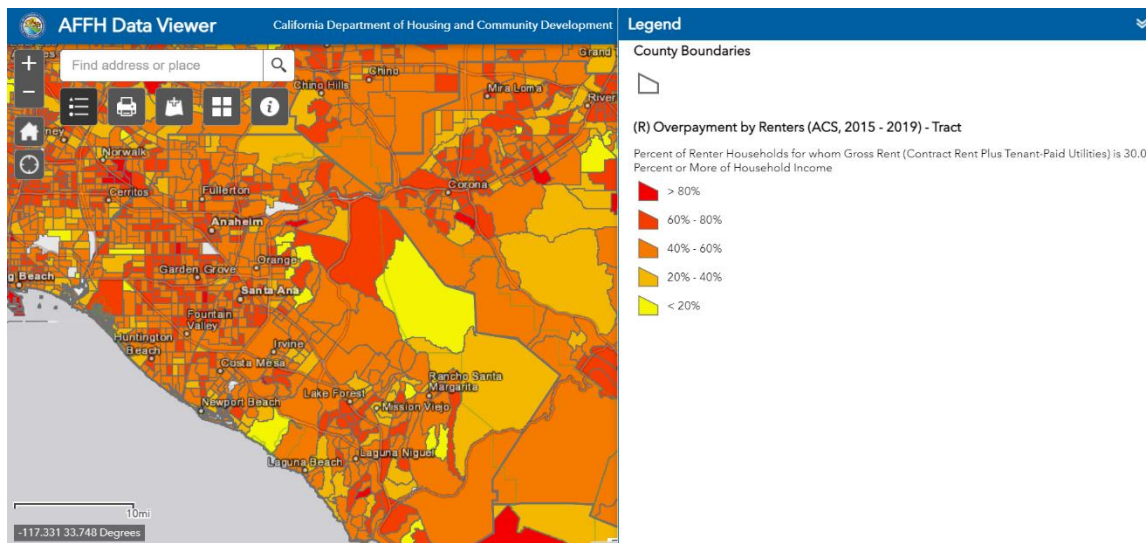 AFFH Data Viewer
California Department of Housing and Community Development
Legend
County Boundaries
(R) Overpayment by Renters (ACS, 2015 - 2019) - Tract
Percent of Renter Households for whom Gross Rent (Contract Rent Plus Tenant-Paid Utilities) is 30.0
Percent or More of Household Income
> 80%
60% - 80%
40% - 60%
20% - 40%
< 20%
Find address or place
Grand
Chino
Chino Hills
Mira Loma
River
ney
Norwalk
Cerritos
Fullerton
Corona
Anaheim
Orange
Garden Grove
g Beach
Santa Ana
Fountain
Valley
Huntington
Beach
Irvine
Costa Mesa
Rancho Santa
Margarita
Lake Forest
Mission Viejo
Newport Beach
Laguna Niguel
Laguna Beach
10mi
-117.331 33.748 Degrees